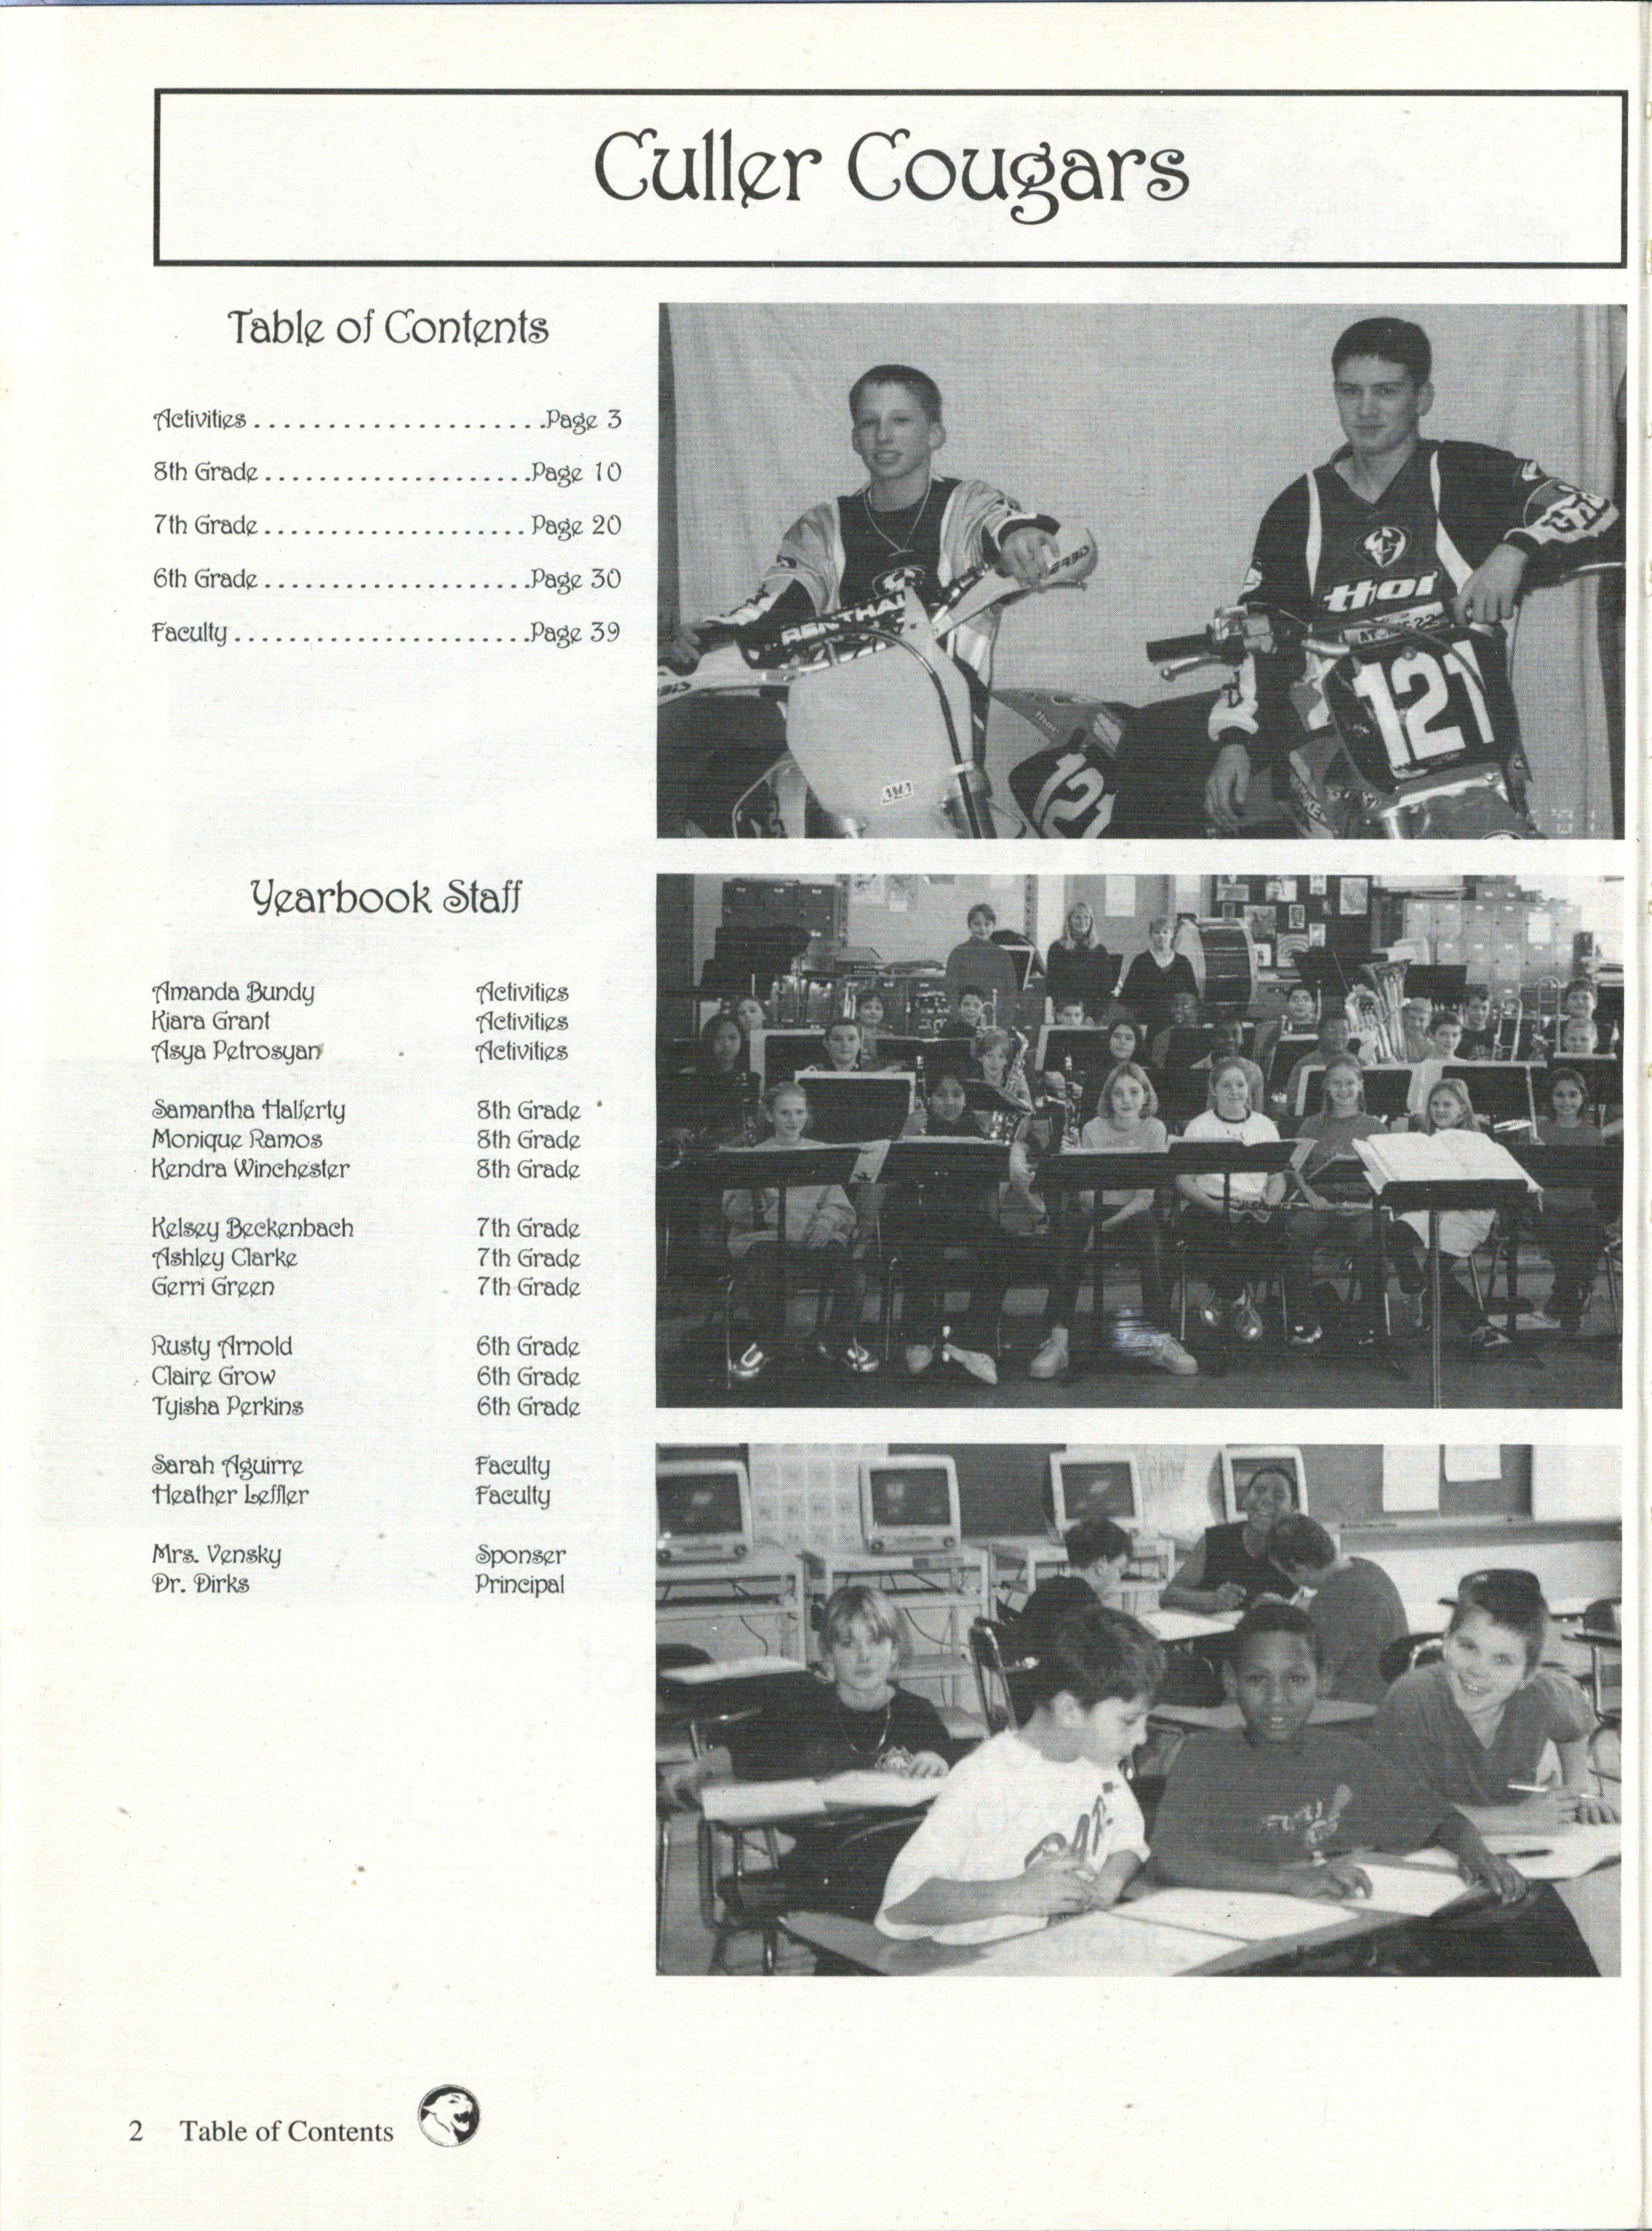 Culler Cougars
Table of Contents
Activities.....................Page 3
8th Grade....................Page 10
7th Grade....................Page 20
6th Grade....................Page 30
Faculty......................Page 39
RENTHAL
thor
121
121
AMA
Yearbook Staff
Amanda Bundy Activities
Kiara Grant Activities
Asya Petrosyan Activities
Samantha Halferty 8th Grade
Monique Ramos 8th Grade
Kendra Winchester 8th Grade
Kelsey Beckenbach 7th Grade
Ashley Clarke 7th Grade
Gerri Green 7th Grade
Rusty Arnold 6th Grade
Claire Grow 6th Grade
Tyisha Perkins 6th Grade
Sarah Aguirre Faculty
Heather Leffler Faculty
Mrs. Vensky Sponser
Dr. Dirks Principal
2 Table of Contents